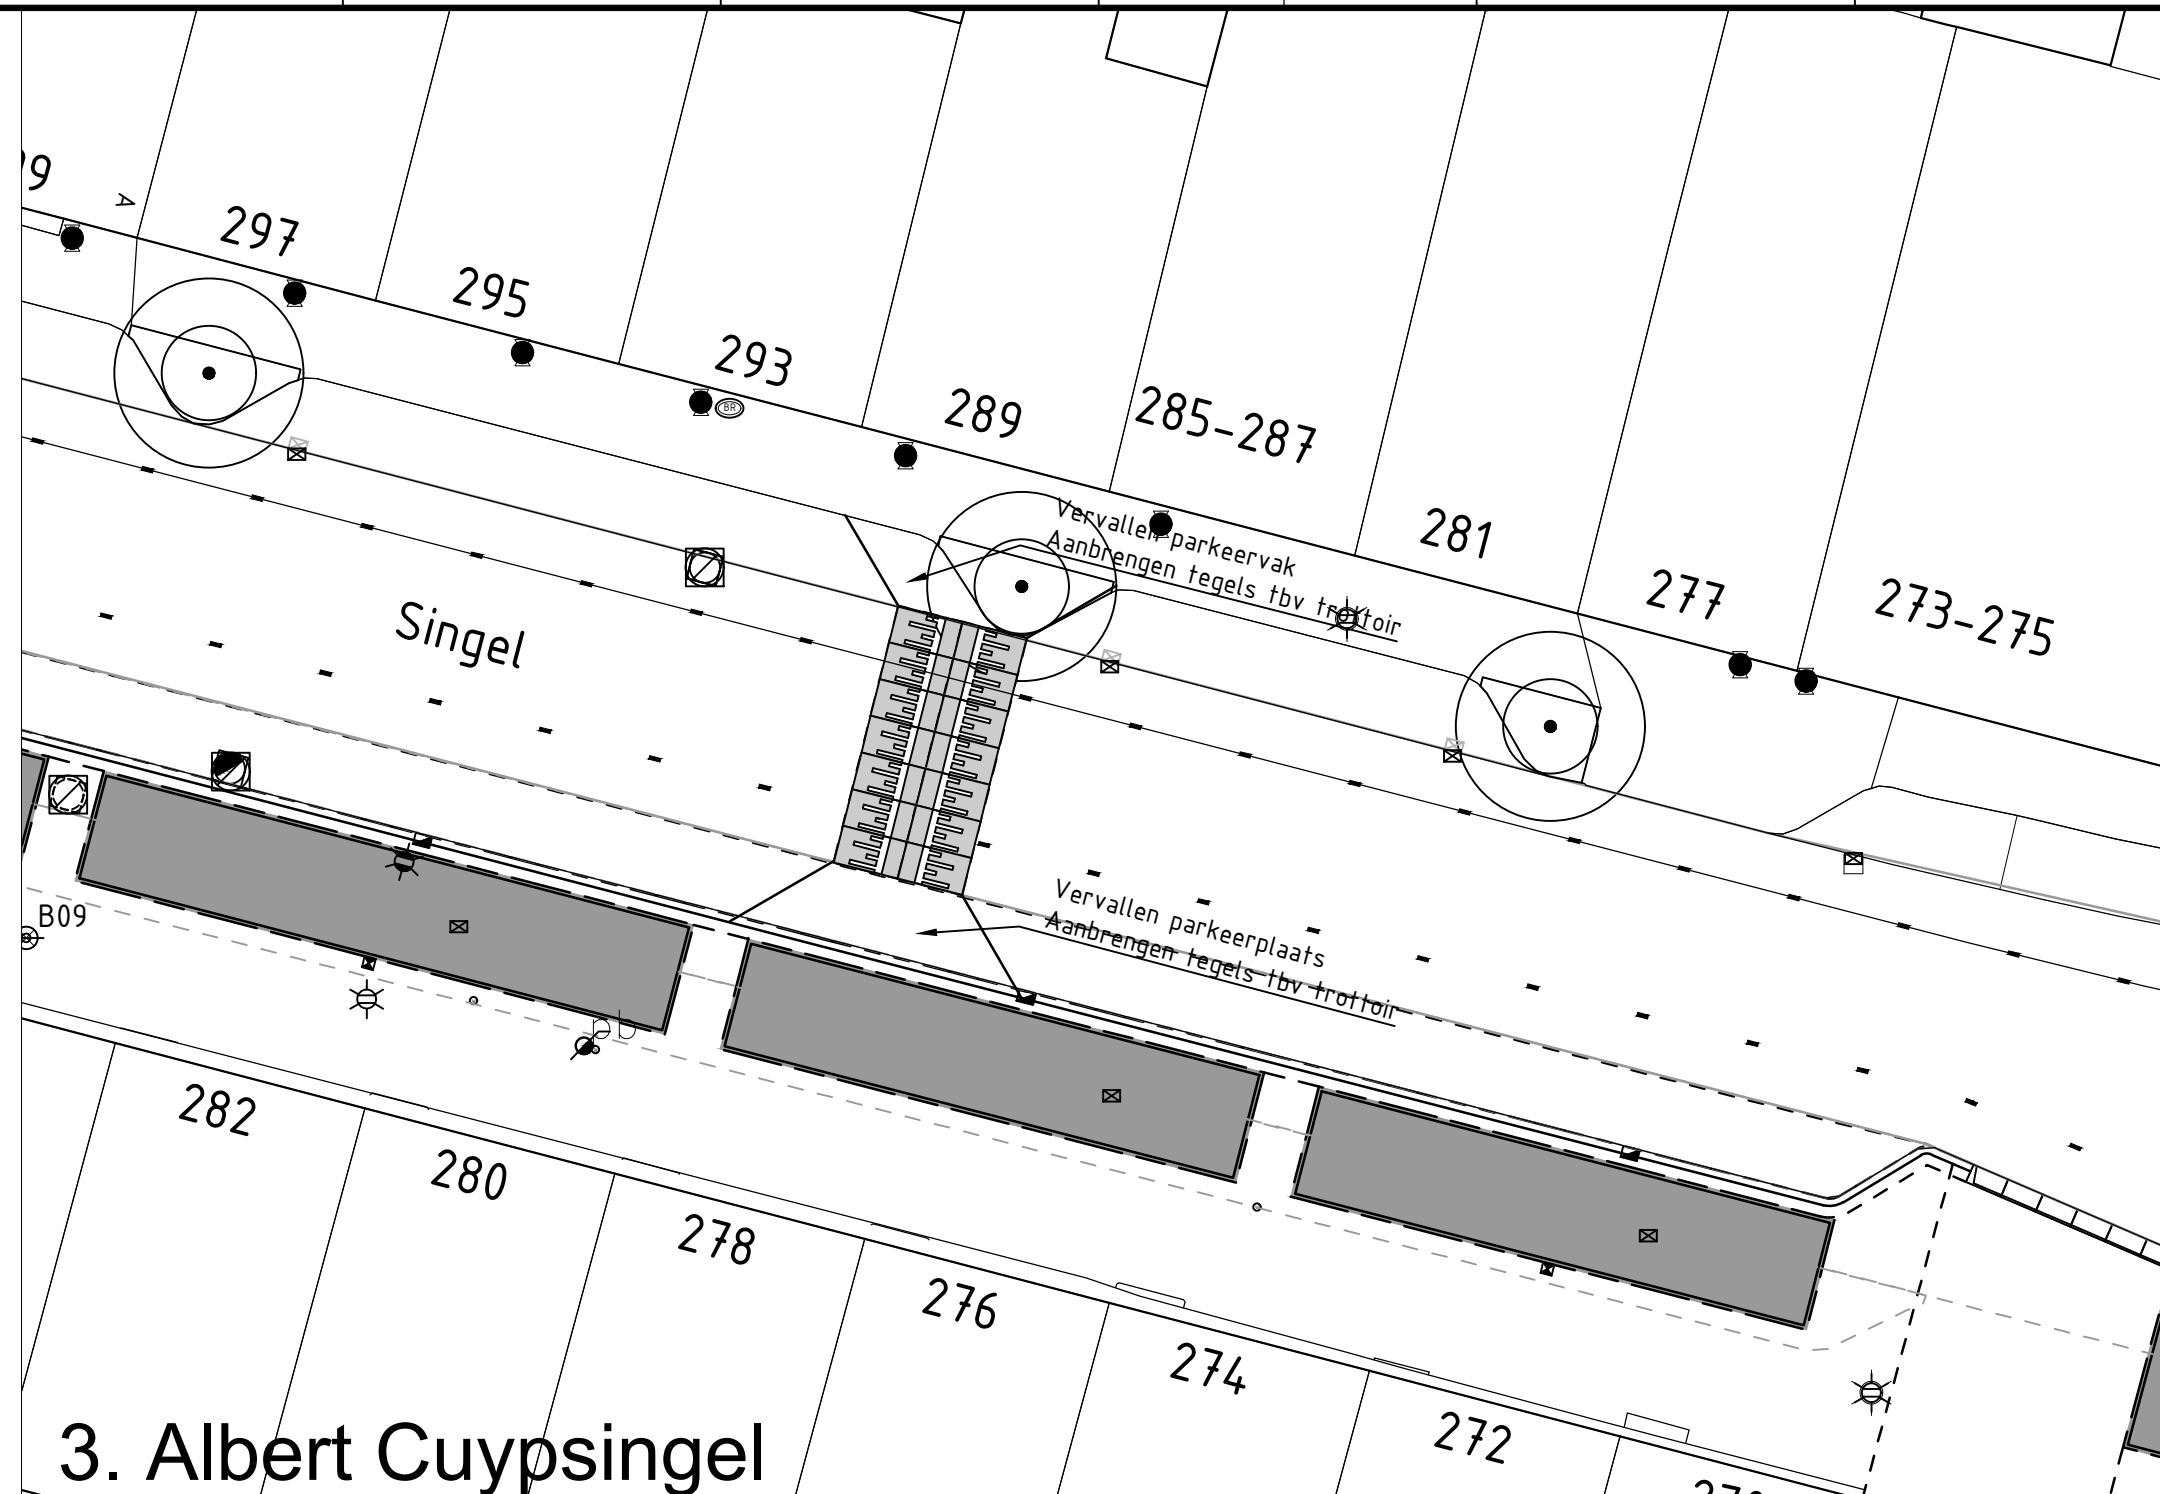 A
297
295
293
BR
289
285-287
281
277
273-275
Vervallen parkeervak
Aanbrengen tegels tbv trottoir
Singel
Vervallen parkeerplaats
Aanbrengen tegels tbv trottoir
B09
pb
282
280
278
276
274
272
3. Albert Cuypsingel